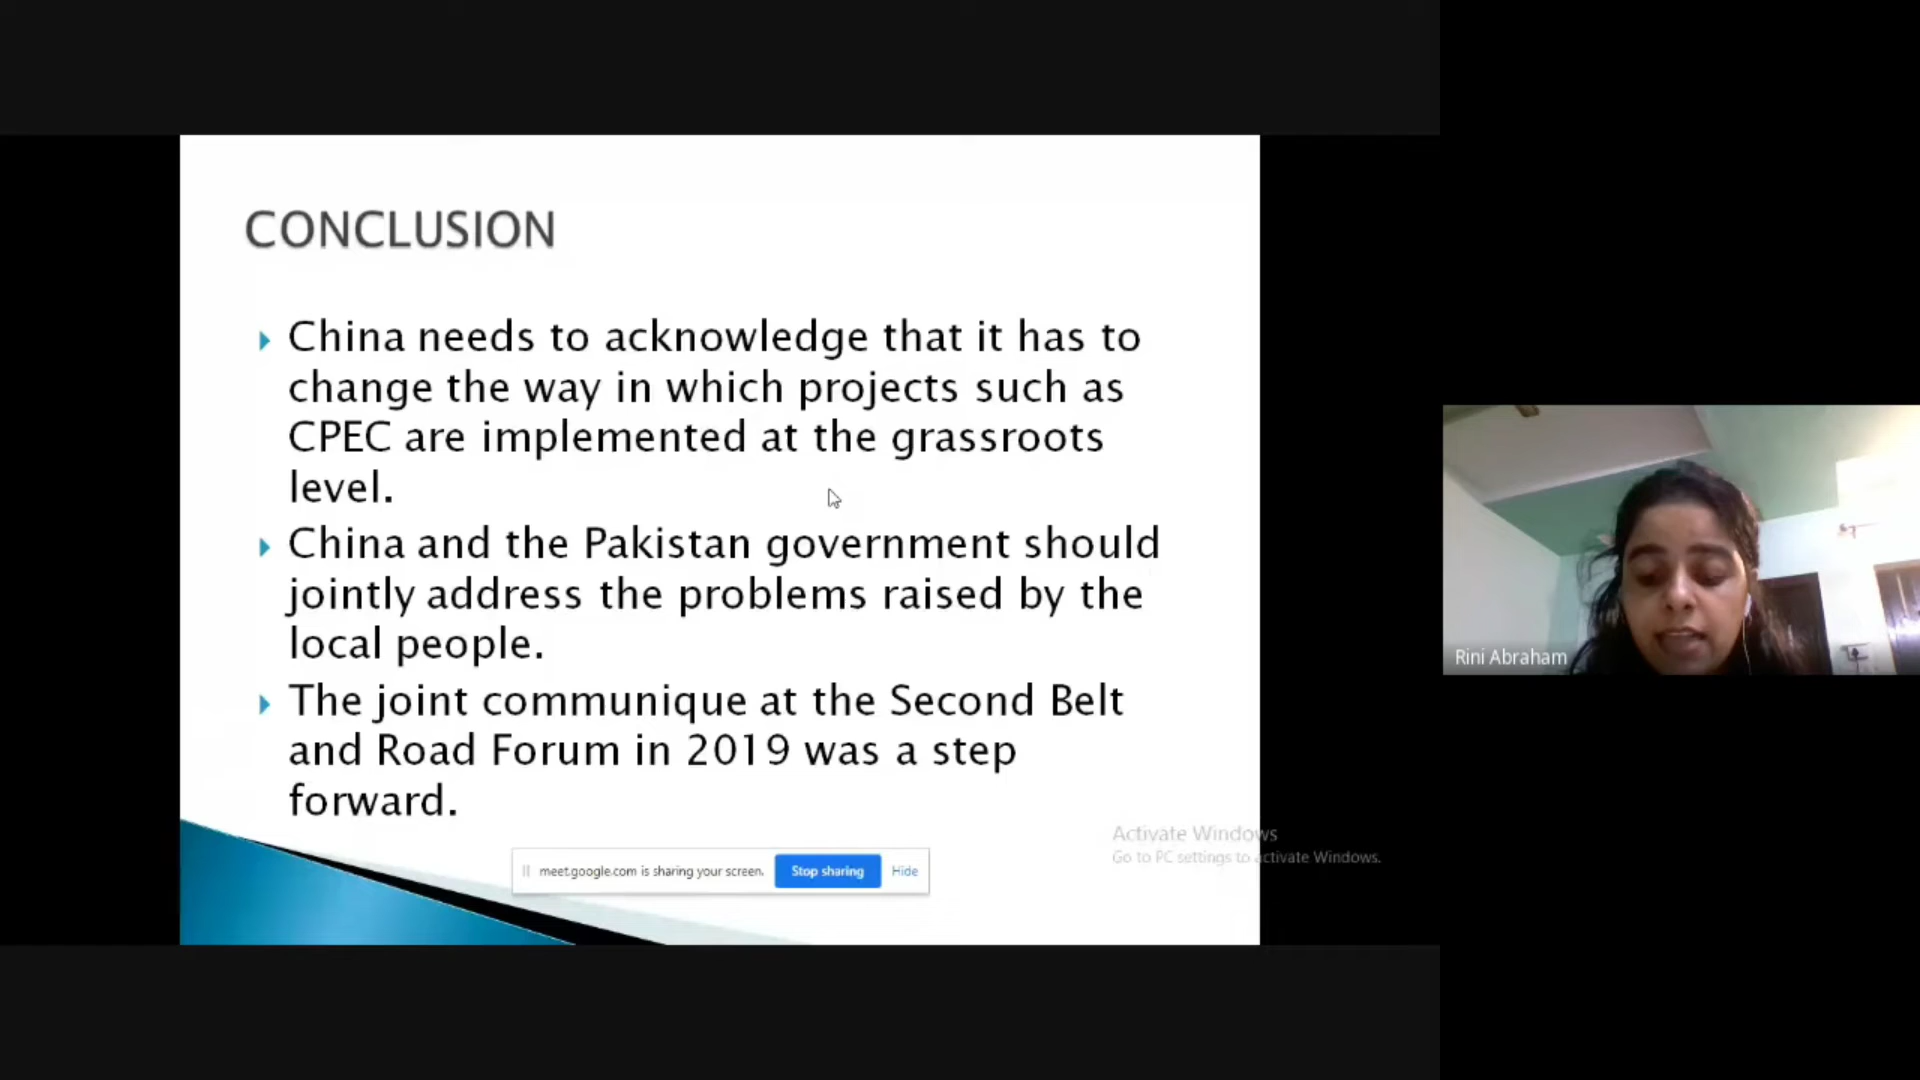 CONCLUSION
China needs to acknowledge that it has to
change the way in which projects such as
CPEC are implemented at the grassroots
level.
China and the Pakistan government should
jointly address the problems raised by the
local people.
The joint communique at the Second Belt
and Road Forum in 2019 was a step
forward.
Activate Windows
Go to PC settings to activate Windows.
meet.google.com is sharing your screen.
Stop sharing
Hide
Rini Abraham